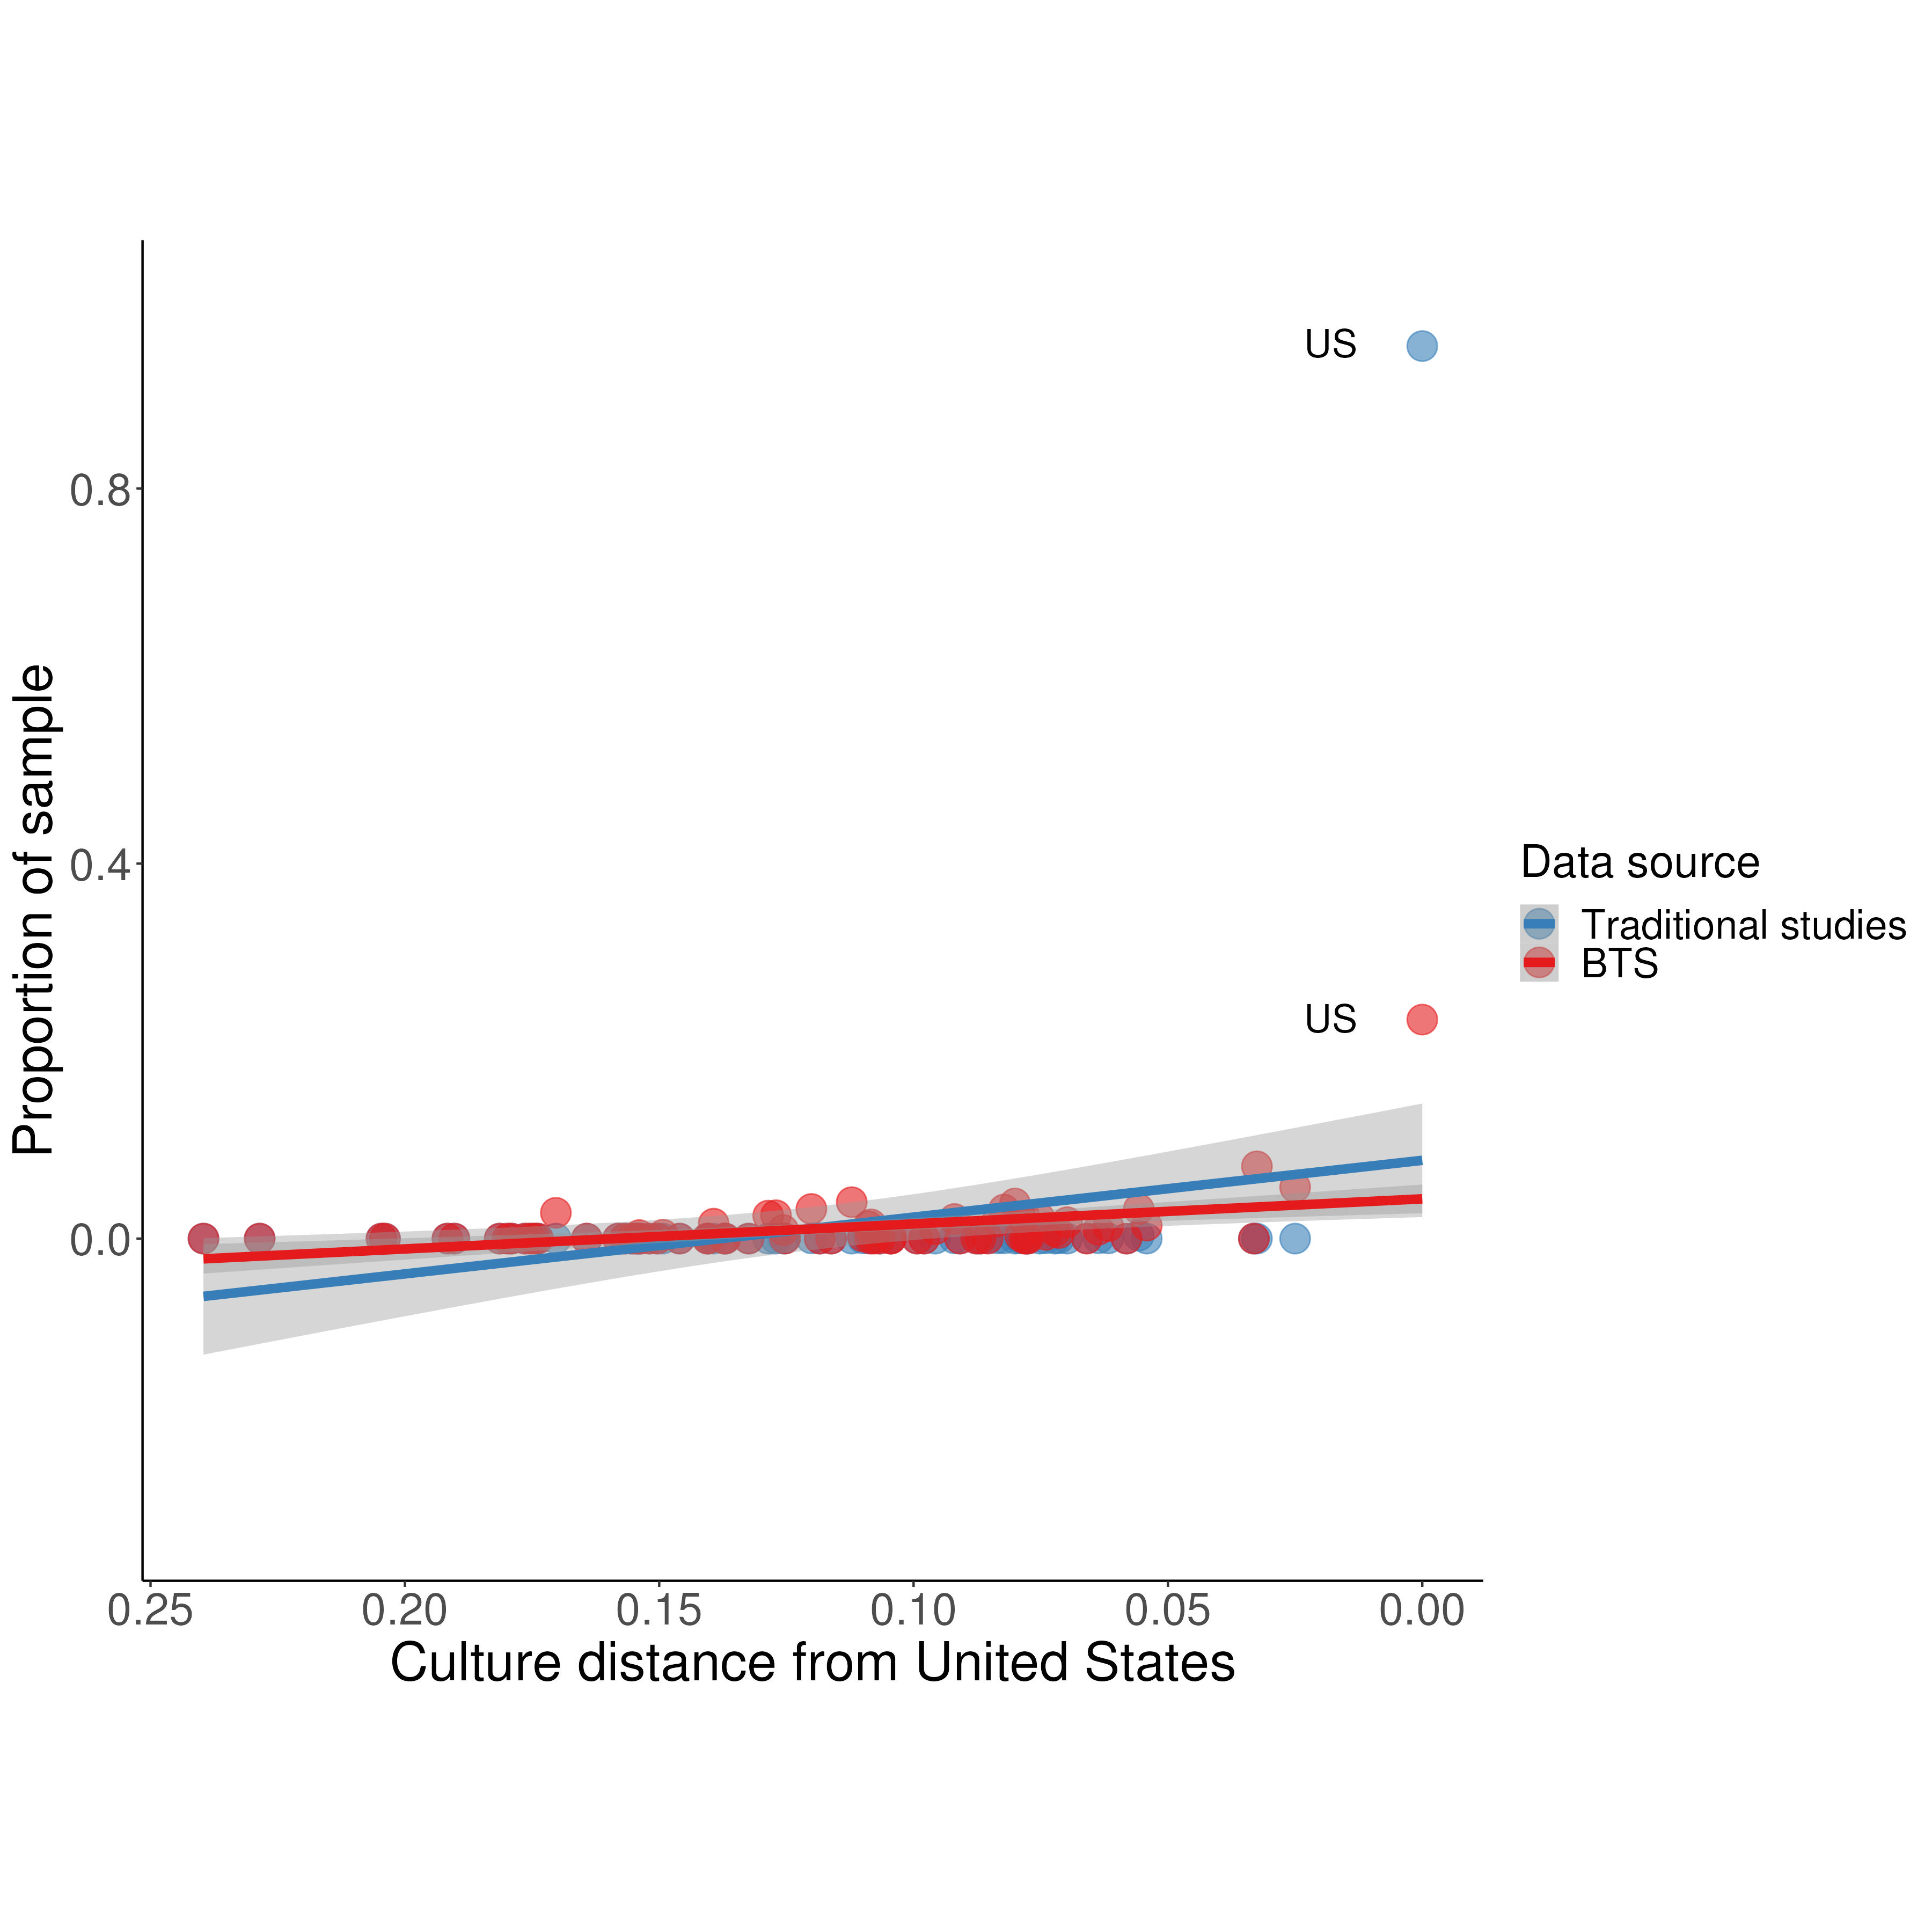 US
0.8
Proportion of sample
0.4
Data source
Traditional studies
BTS
US
0.0
0.25 0.20 0.15 0.10 0.05 0.00
Culture distance from United States